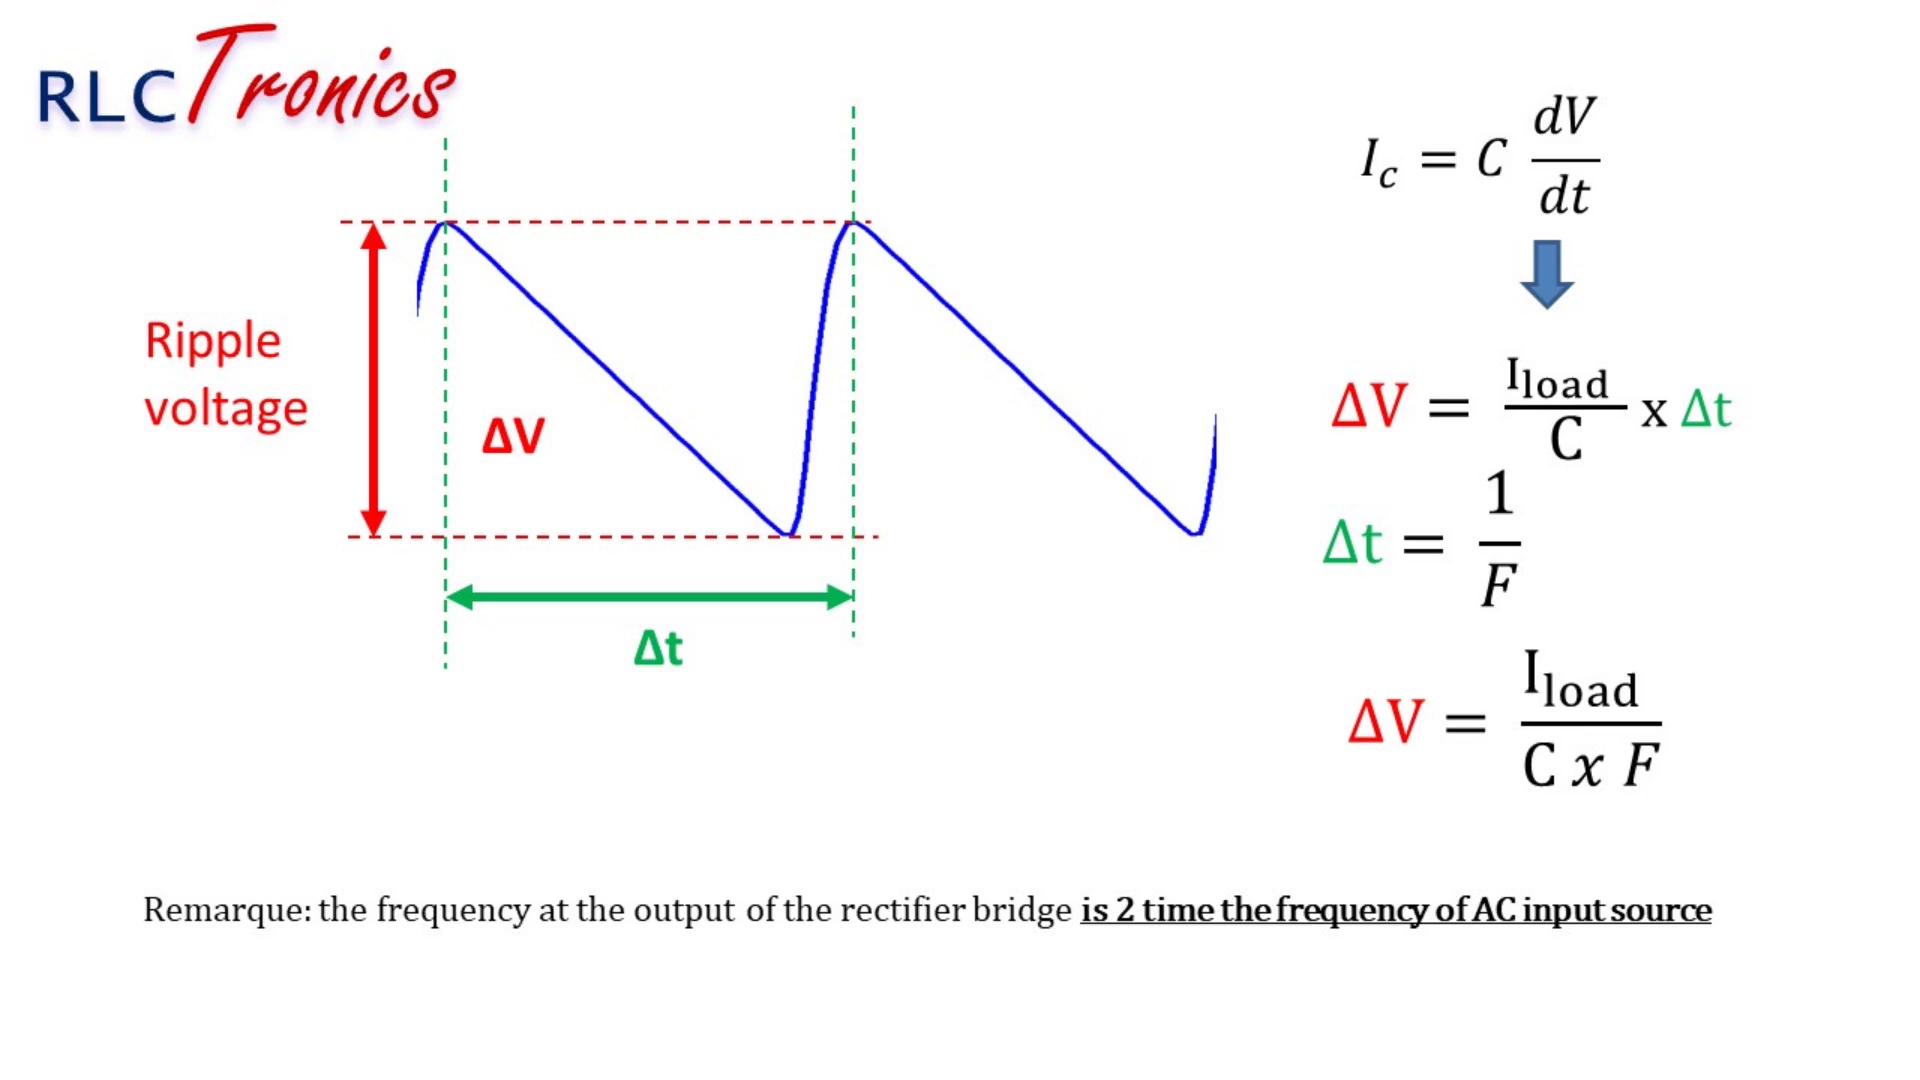 RLCTronics
Ripple
voltage
ΔV
Δt
I_c = C dV/dt
ΔV = I_load/C x Δt
Δt = 1/F
ΔV = I_load/(C x F)
Remarque: the frequency at the output of the rectifier bridge is 2 time the frequency of AC input source